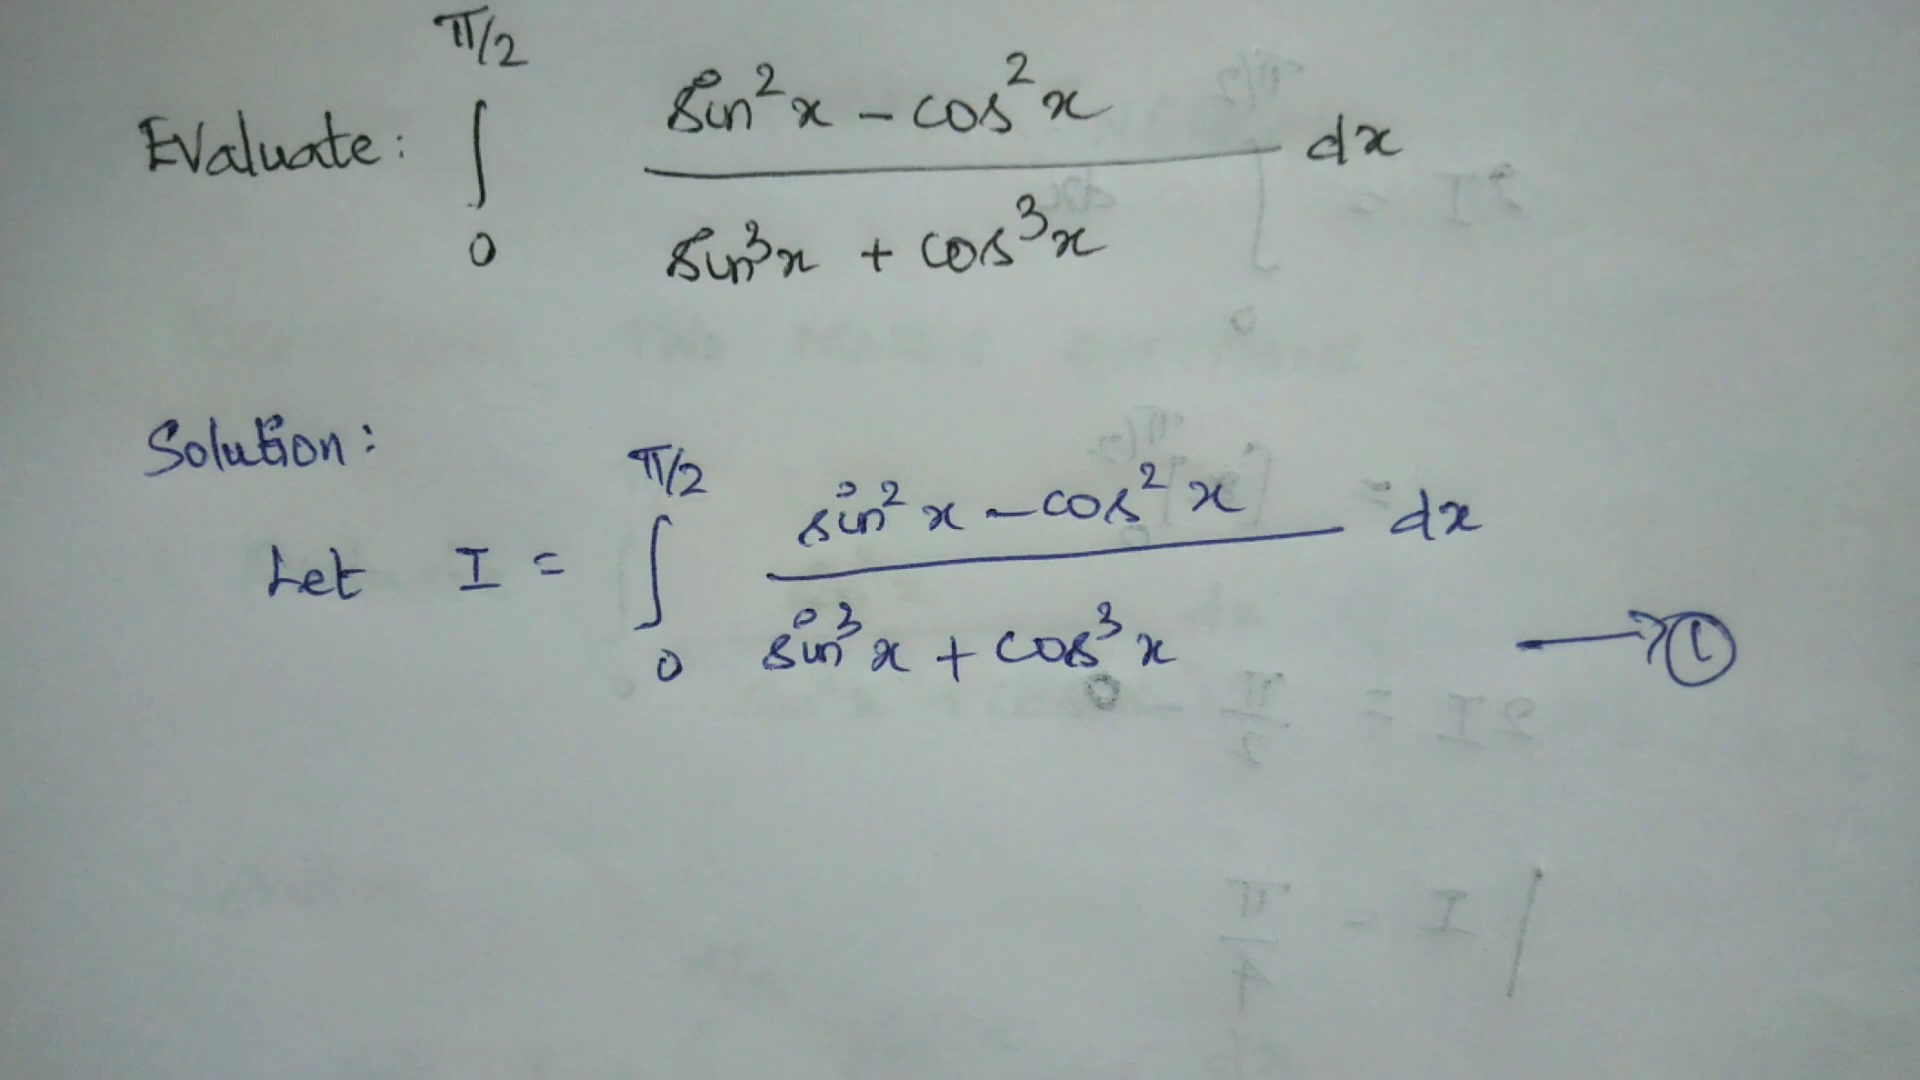 Evaluate: ∫₀^{π/2} (sin²x - cos²x)/(sin³x + cos³x) dx
Solution:
Let I = ∫₀^{π/2} (sin²x - cos²x)/(sin³x + cos³x) dx → ①